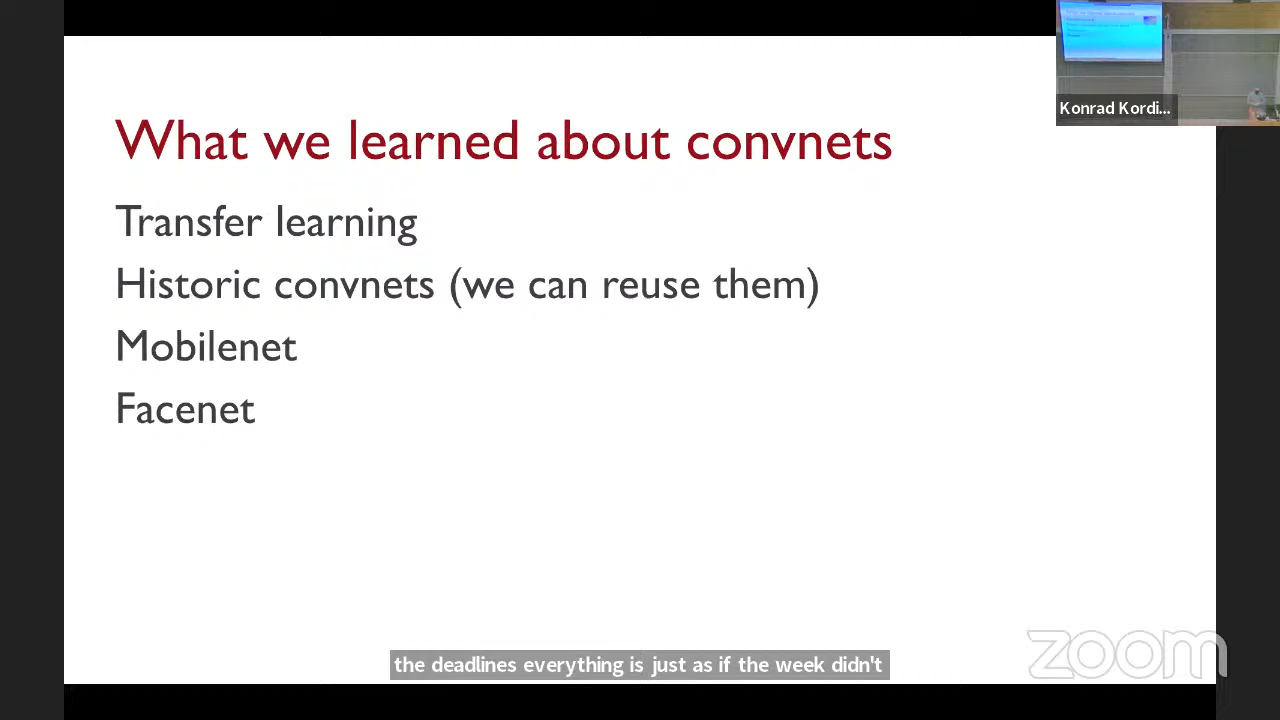 Konrad Kordi...
What we learned about convnets
Transfer learning
Historic convnets (we can reuse them)
Mobilenet
Facenet
the deadlines everything is just as if the week didn't
zoom